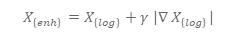 X_{\{enh\}} = X_{\{log\}} + γ |∇ X_{\{log\}}|